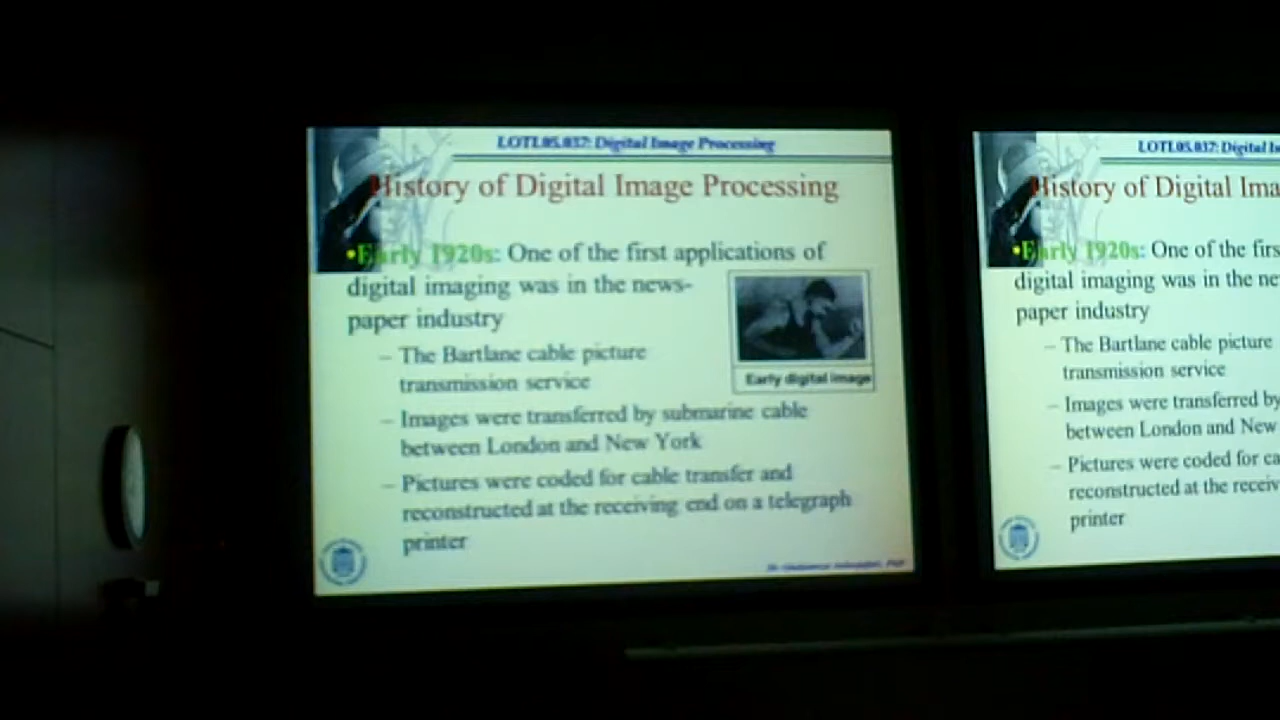 LOTI.05.037: Digital Image Processing
History of Digital Image Processing
•Early 1920s: One of the first applications of
digital imaging was in the news-
paper industry
– The Bartlane cable picture
transmission service
– Images were transferred by submarine cable
between London and New York
– Pictures were coded for cable transfer and
reconstructed at the receiving end on a telegraph
printer
Early digital image
LOTI.05.037: Digital
History of Digital Ima
•Early 1920s: One of the firs
digital imaging was in the ne
paper industry
– The Bartlane cable picture
transmission service
– Images were transferred by
between London and New
– Pictures were coded for ca
reconstructed at the receiv
printer